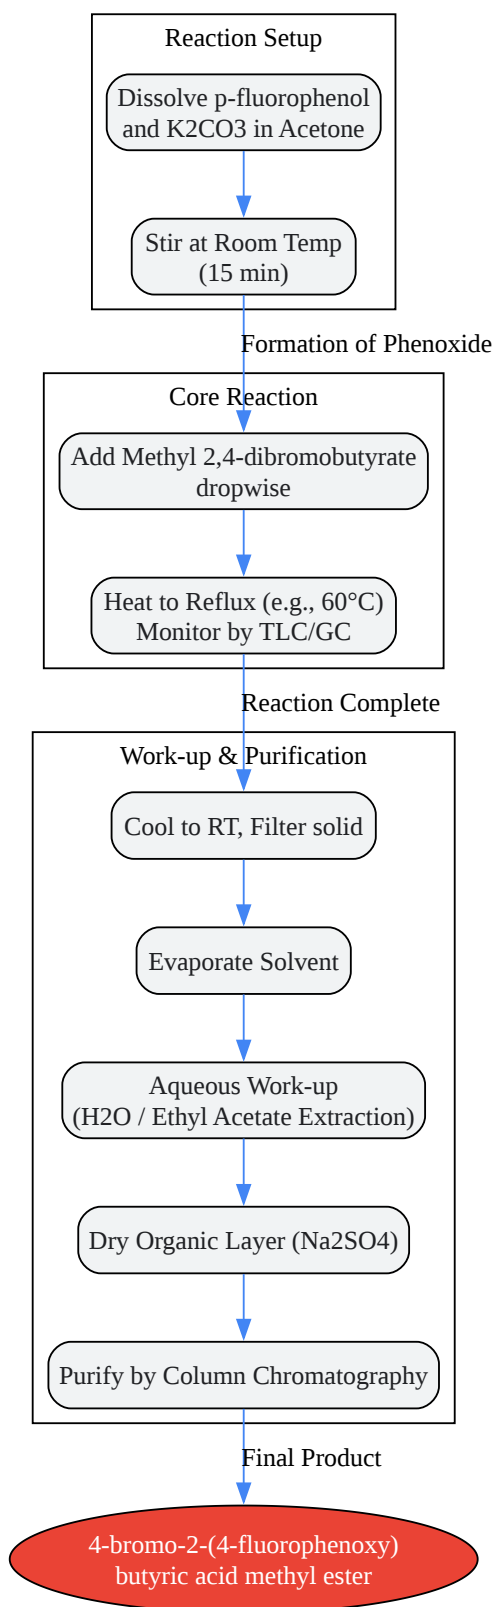 Reaction Setup
Dissolve p-fluorophenol
and K2CO3 in Acetone
Stir at Room Temp
(15 min)
Formation of Phenoxide
Core Reaction
Add Methyl 2,4-dibromobutyrate
dropwise
Heat to Reflux (e.g., 60°C)
Monitor by TLC/GC
Reaction Complete
Work-up & Purification
Cool to RT, Filter solid
Evaporate Solvent
Aqueous Work-up
(H2O / Ethyl Acetate Extraction)
Dry Organic Layer (Na2SO4)
Purify by Column Chromatography
Final Product
4-bromo-2-(4-fluorophenoxy)
butyric acid methyl ester